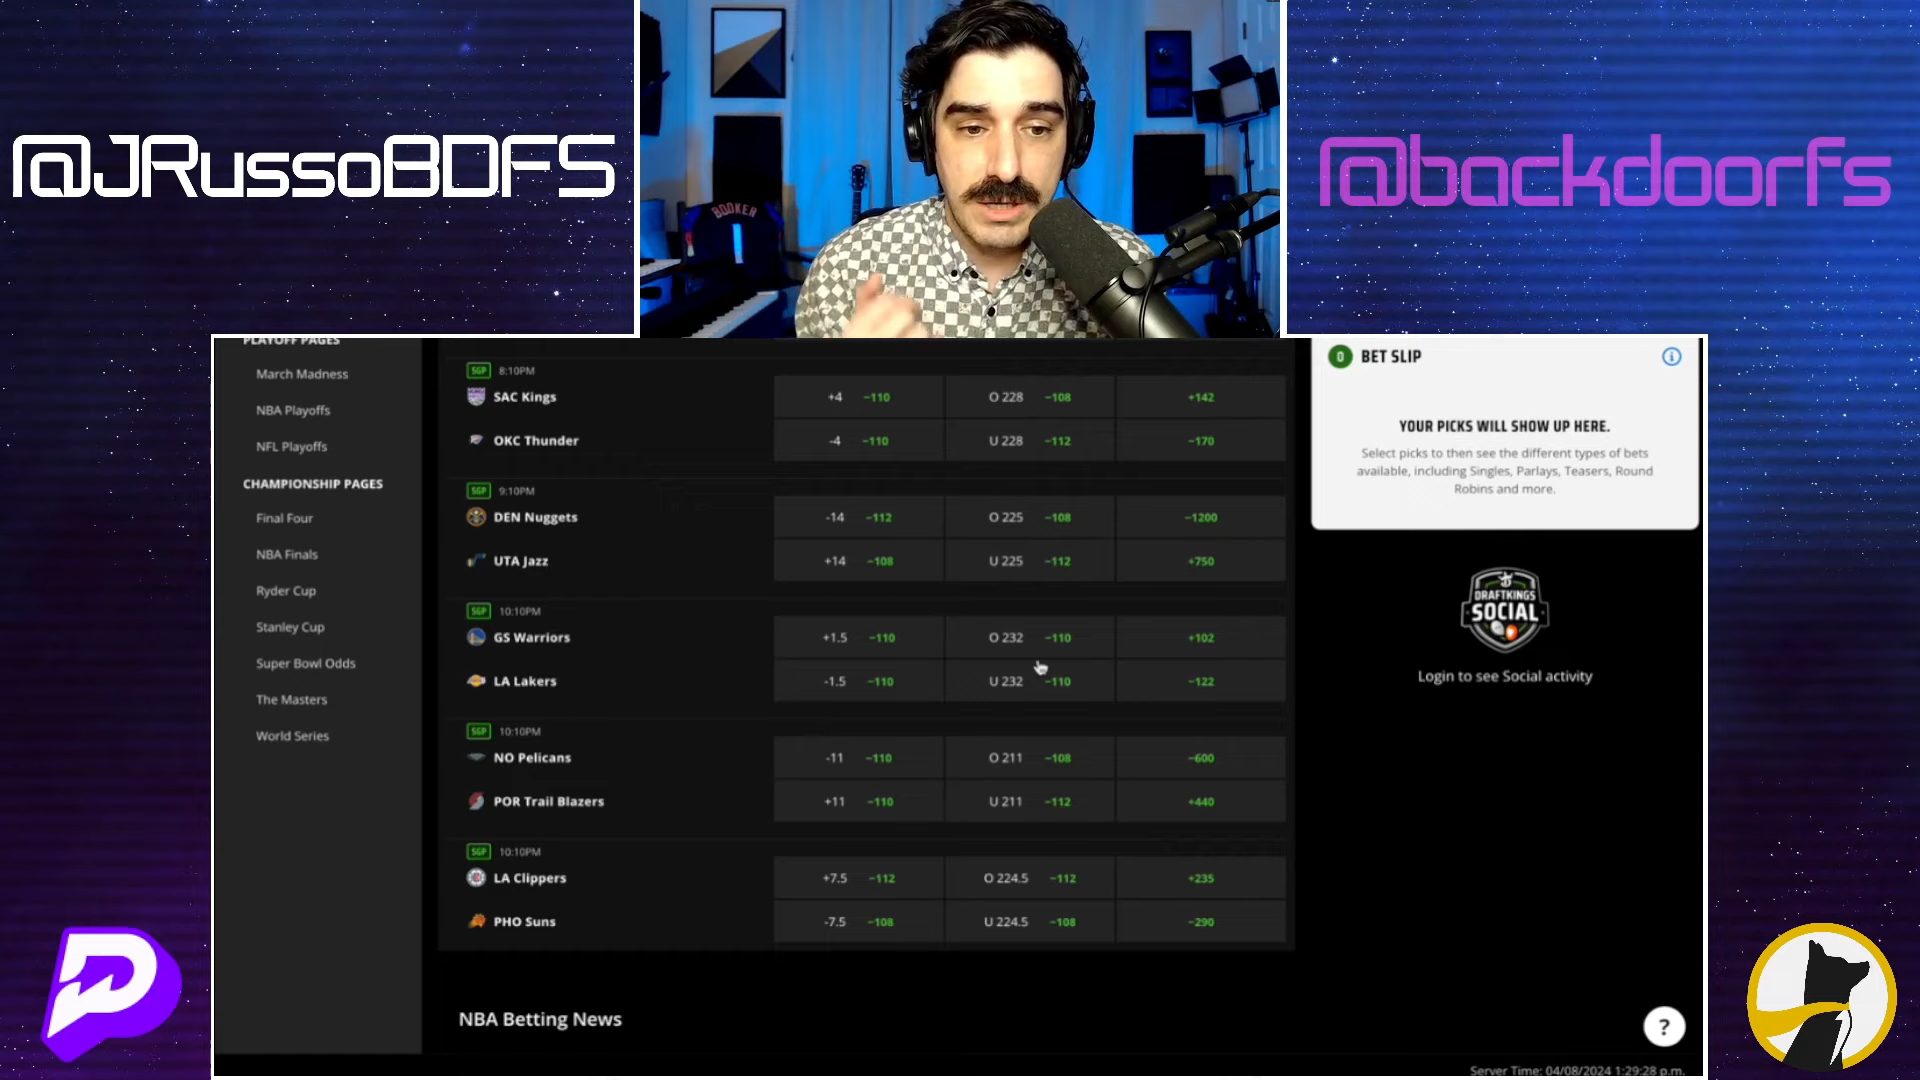 @JRussoBDFS
BOOKER
@backdoorfs
PLAYOFF PAGES
March Madness
NBA Playoffs
NFL Playoffs
CHAMPIONSHIP PAGES
Final Four
NBA Finals
Ryder Cup
Stanley Cup
Super Bowl Odds
The Masters
World Series
SGP 8:10PM
SAC Kings +4 −110 O 228 −108 +142
OKC Thunder -4 −110 U 228 −112 −170
SGP 9:10PM
DEN Nuggets -14 −112 O 225 −108 −1200
UTA Jazz +14 −108 U 225 −112 +750
SGP 10:10PM
GS Warriors +1.5 −110 O 232 −110 +102
LA Lakers -1.5 −110 U 232 −110 −122
SGP 10:10PM
NO Pelicans -11 −110 O 211 −108 −600
POR Trail Blazers +11 −110 U 211 −112 +440
SGP 10:10PM
LA Clippers +7.5 −112 O 224.5 −112 +235
PHO Suns -7.5 −108 U 224.5 −108 −290
NBA Betting News
0 BET SLIP
YOUR PICKS WILL SHOW UP HERE.
Select picks to then see the different types of bets
available, including Singles, Parlays, Teasers, Round
Robins and more.
DRAFTKINGS
SOCIAL
Login to see Social activity
?
Server Time: 04/08/2024 1:29:28 p.m.